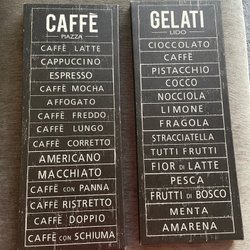 CAFFÈ
PIAZZA
CAFFÈ LATTE
CAPPUCCINO
ESPRESSO
CAFFÈ MOCHA
AFFOGATO
CAFFÈ FREDDO
CAFFÈ LUNGO
CAFFÈ CORRETTO
AMERICANO
MACCHIATO
CAFFÈ CON PANNA
CAFFÈ RISTRETTO
CAFFÈ DOPPIO
CAFFÈ CON SCHIUMA
GELATI
LIDO
CIOCCOLATO
CAFFÈ
PISTACCHIO
COCCO
NOCCIOLA
LIMONE
FRAGOLA
STRACCIATELLA
TUTTI FRUTTI
FIOR DI LATTE
PESCA
FRUTTI DI BOSCO
MENTA
AMARENA